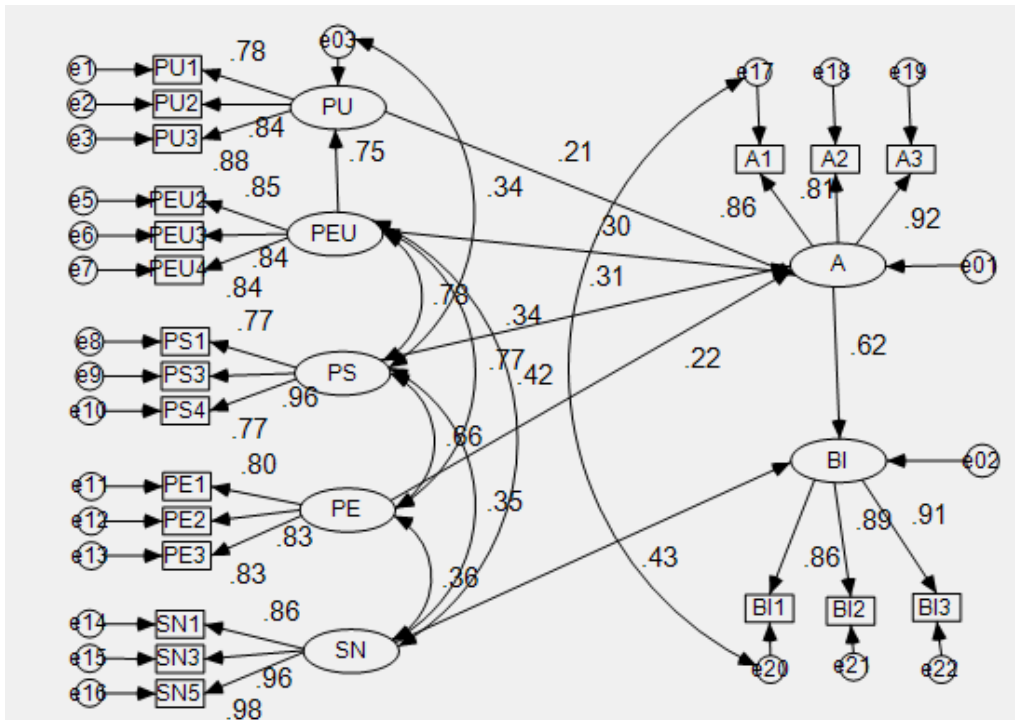 e03
e1 PU1 .78
e2 PU2 PU
e3 PU3 .84
.88 .75
e17 e18 e19
A1 A2 A3
.86 .81 .92
.21
.34
.85
e5 PEU2
e6 PEU3 PEU
e7 PEU4 .84
.84
.30
.31
A e01
.78
.77
e8 PS1
e9 PS3 PS
e10 PS4 .96
.77
.34
.77
.42
.22
.62
.80
e11 PE1
e12 PE2 PE
e13 PE3 .83
.83
.66
.35
BI e02
.86 .89 .91
.43
BI1 BI2 BI3
e20 e21 e22
.86
e14 SN1
e15 SN3 SN
e16 SN5 .96
.98
.36